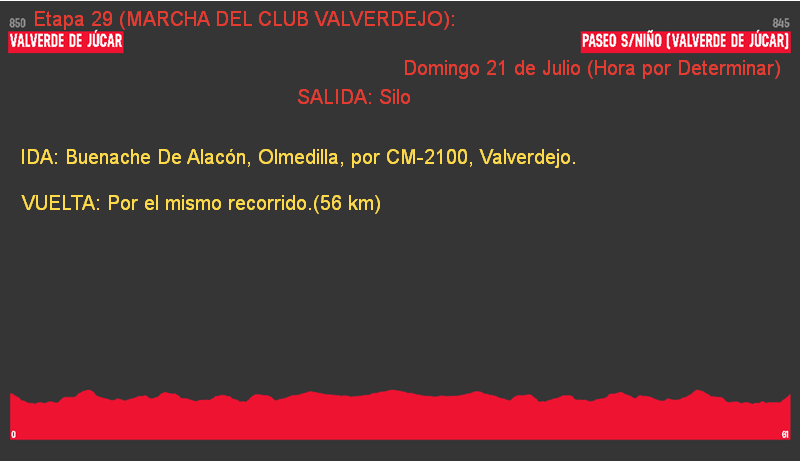 Etapa 29 (MARCHA DEL CLUB VALVERDEJO):
850
845
VALVERDE DE JÚCAR
PASEO S/NIÑO (VALVERDE DE JÚCAR)
Domingo 21 de Julio (Hora por Determinar)
SALIDA: Silo
IDA: Buenache De Alacón, Olmedilla, por CM-2100, Valverdejo.
VUELTA: Por el mismo recorrido.(56 km)
0
61